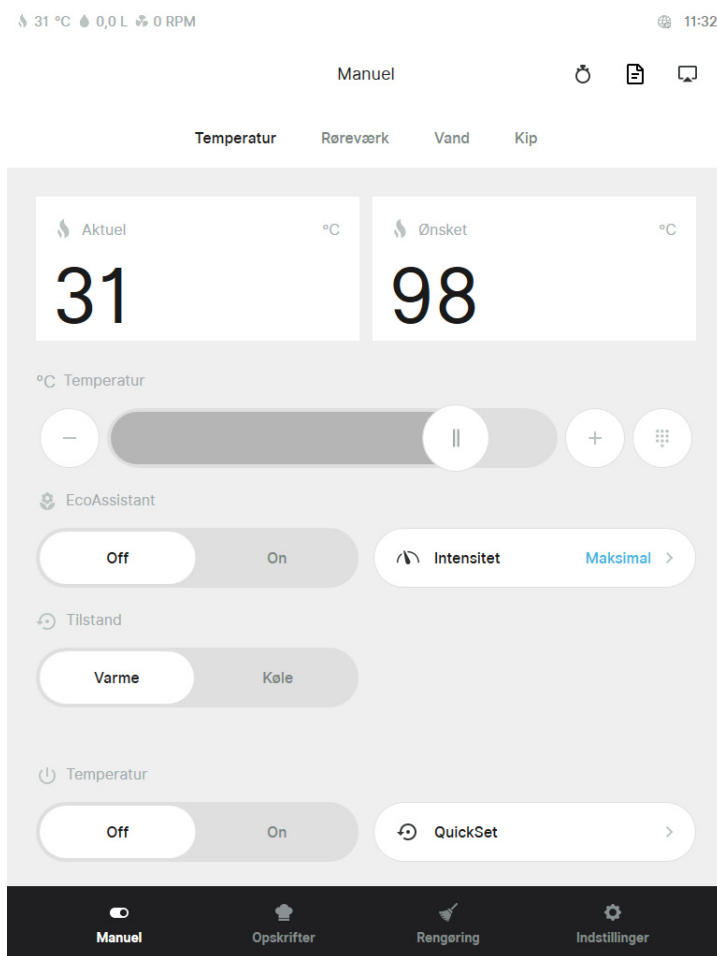 31 °C 0,0 L 0 RPM 11:32
Manuel
Temperatur Røreværk Vand Kip
Aktuel °C
31
Ønsket °C
98
°C Temperatur
EcoAssistant
Off On
Intensitet Maksimal
Tilstand
Varme Køle
Temperatur
Off On
QuickSet
Manuel Opskrifter Rengøring Indstillinger